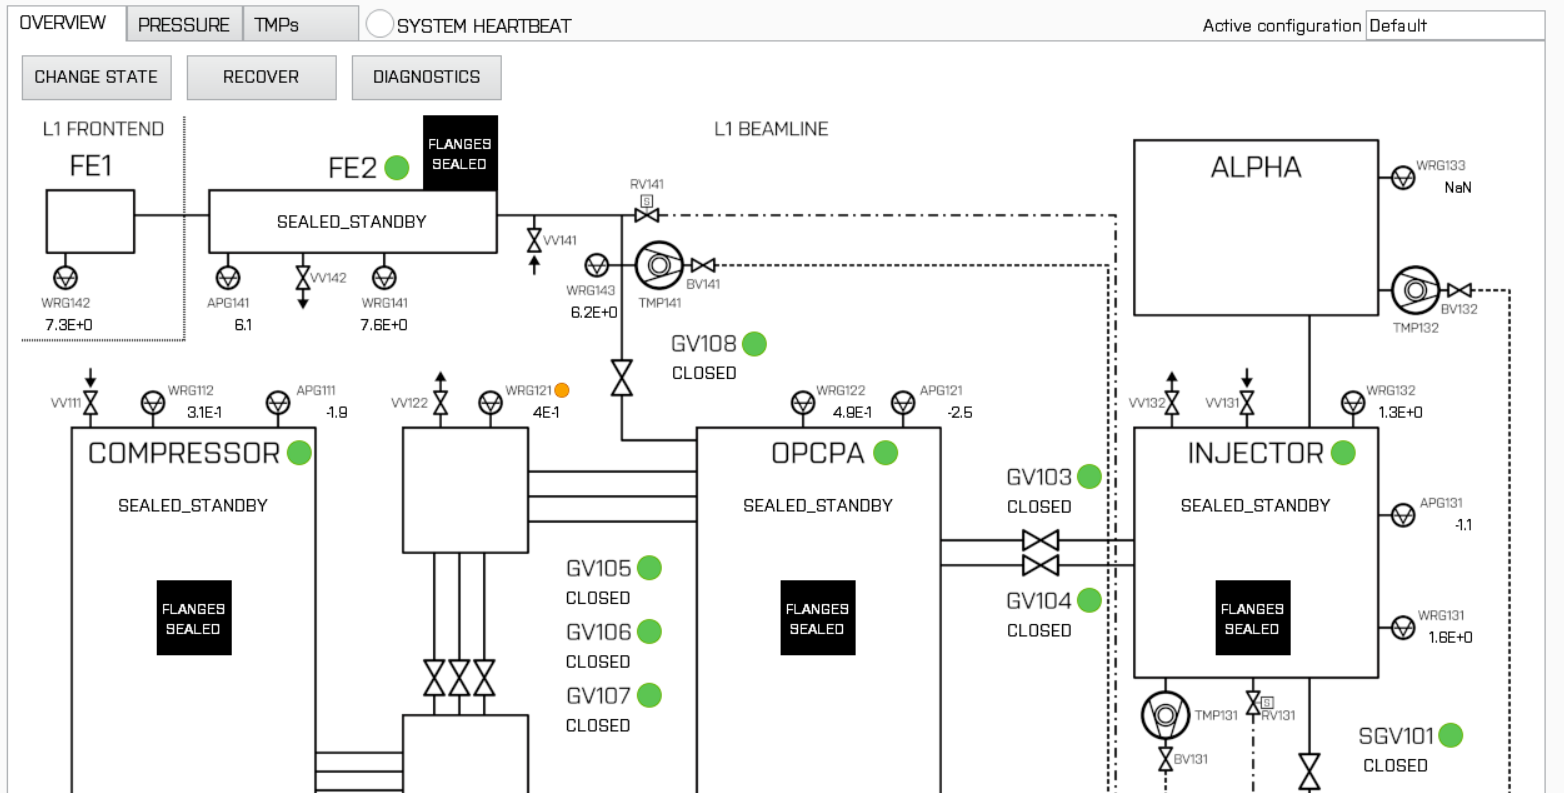 OVERVIEW PRESSURE TMPs SYSTEM HEARTBEAT Active configuration Default
CHANGE STATE RECOVER DIAGNOSTICS
L1 FRONTEND
FE1
WRG142
7.3E+0
L1 BEAMLINE
FE2
FLANGES
SEALED
SEALED_STANDBY
APG141
6.1
VV142
WRG141
7.6E+0
VV141
RV141
S
WRG143
6.2E+0
TMP141
BV141
GV108
CLOSED
ALPHA
WRG133
NaN
TMP132
BV132
VV111
WRG112
3.1E-1
APG111
-1.9
COMPRESSOR
SEALED_STANDBY
FLANGES
SEALED
VV122
WRG121
4E-1
GV105
CLOSED
GV106
CLOSED
GV107
CLOSED
WRG122
4.9E-1
APG121
-2.5
OPCPA
SEALED_STANDBY
FLANGES
SEALED
GV103
CLOSED
GV104
CLOSED
VV132
VV131
WRG132
1.3E+0
INJECTOR
SEALED_STANDBY
FLANGES
SEALED
APG131
-1.1
WRG131
1.6E+0
TMP131
BV131
S
RV131
SGV101
CLOSED